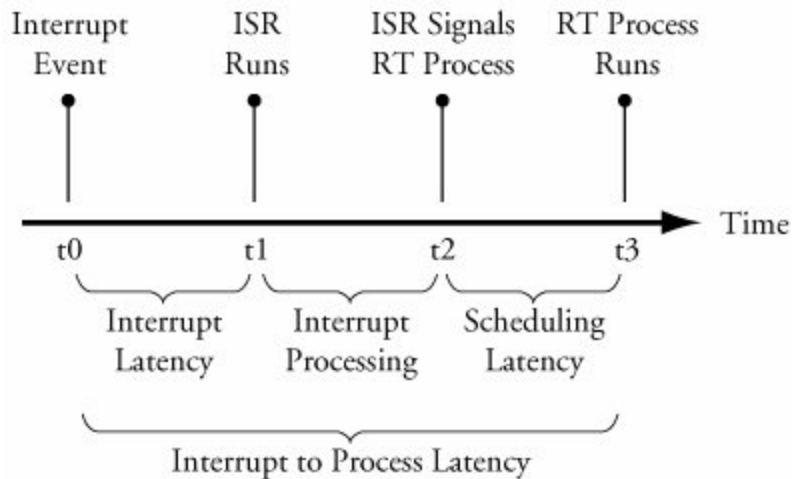 Interrupt Event
ISR Runs
ISR Signals RT Process
RT Process Runs
Time
t0
t1
t2
t3
Interrupt Latency
Interrupt Processing
Scheduling Latency
Interrupt to Process Latency